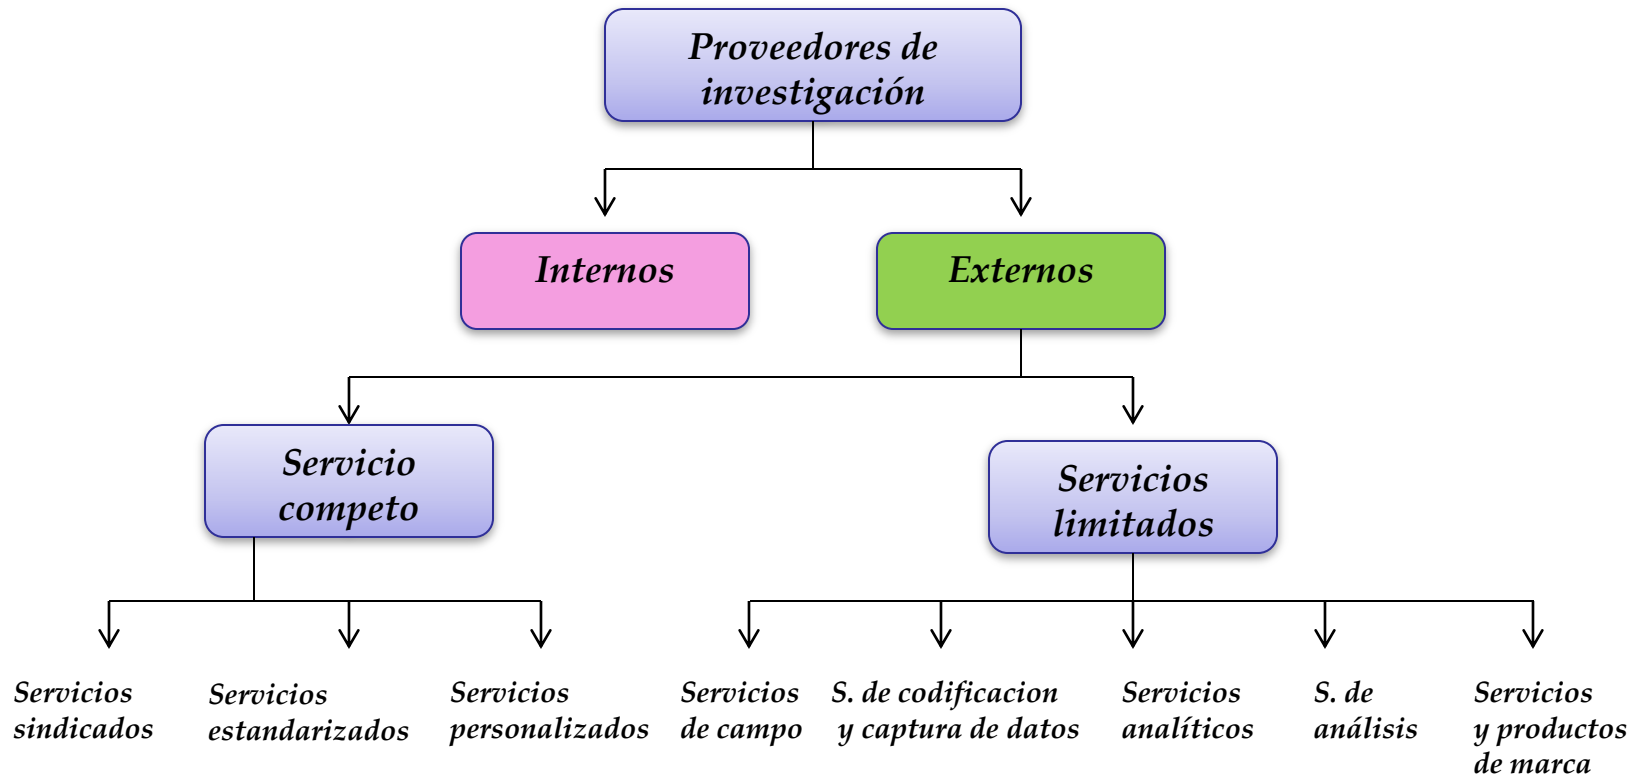 Proveedores de
investigación
Internos
Externos
Servicio
competo
Servicios
limitados
Servicios
sindicados
Servicios
estandarizados
Servicios
personalizados
Servicios
de campo
S. de codificacion
y captura de datos
Servicios
analíticos
S. de
análisis
Servicios
y productos
de marca